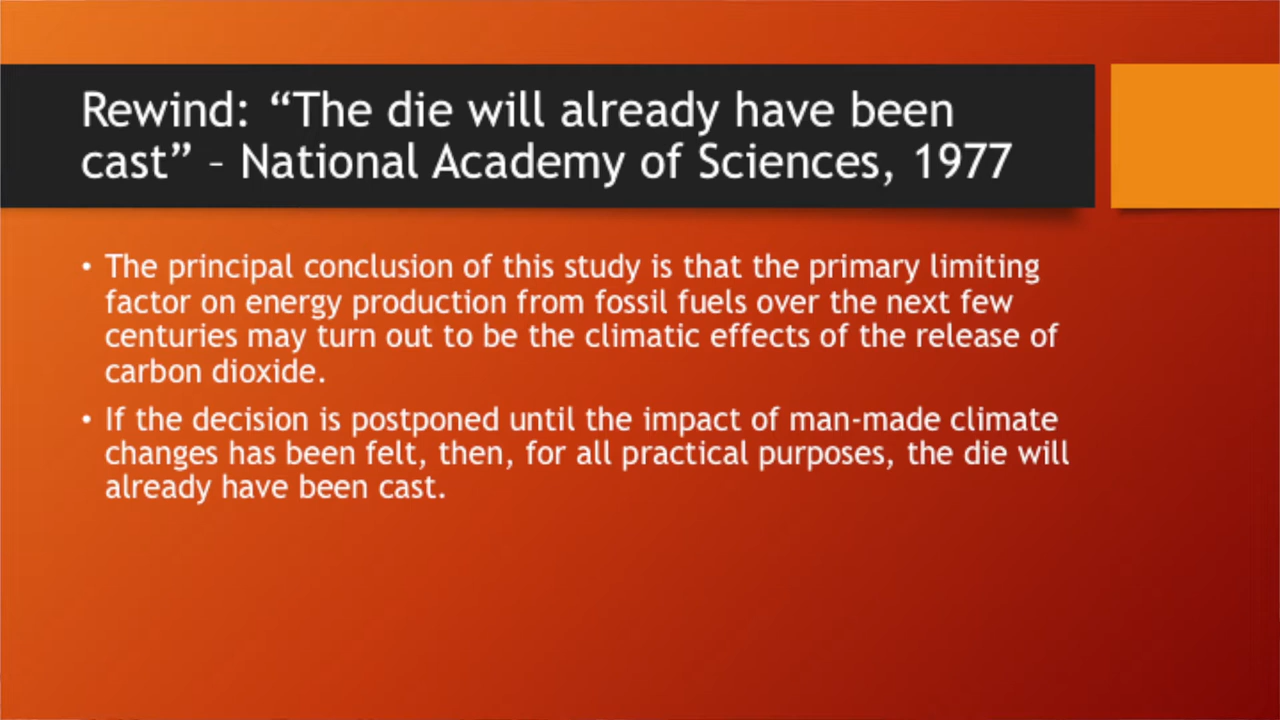 Rewind: “The die will already have been
cast” – National Academy of Sciences, 1977
• The principal conclusion of this study is that the primary limiting
factor on energy production from fossil fuels over the next few
centuries may turn out to be the climatic effects of the release of
carbon dioxide.
• If the decision is postponed until the impact of man-made climate
changes has been felt, then, for all practical purposes, the die will
already have been cast.